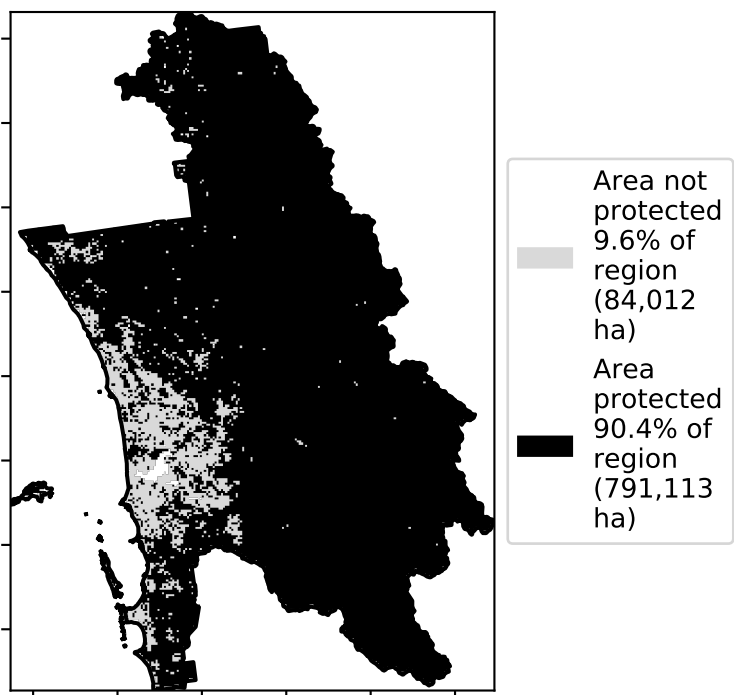 Area not
protected
9.6% of
region
(84,012
ha)
Area
protected
90.4% of
region
(791,113
ha)